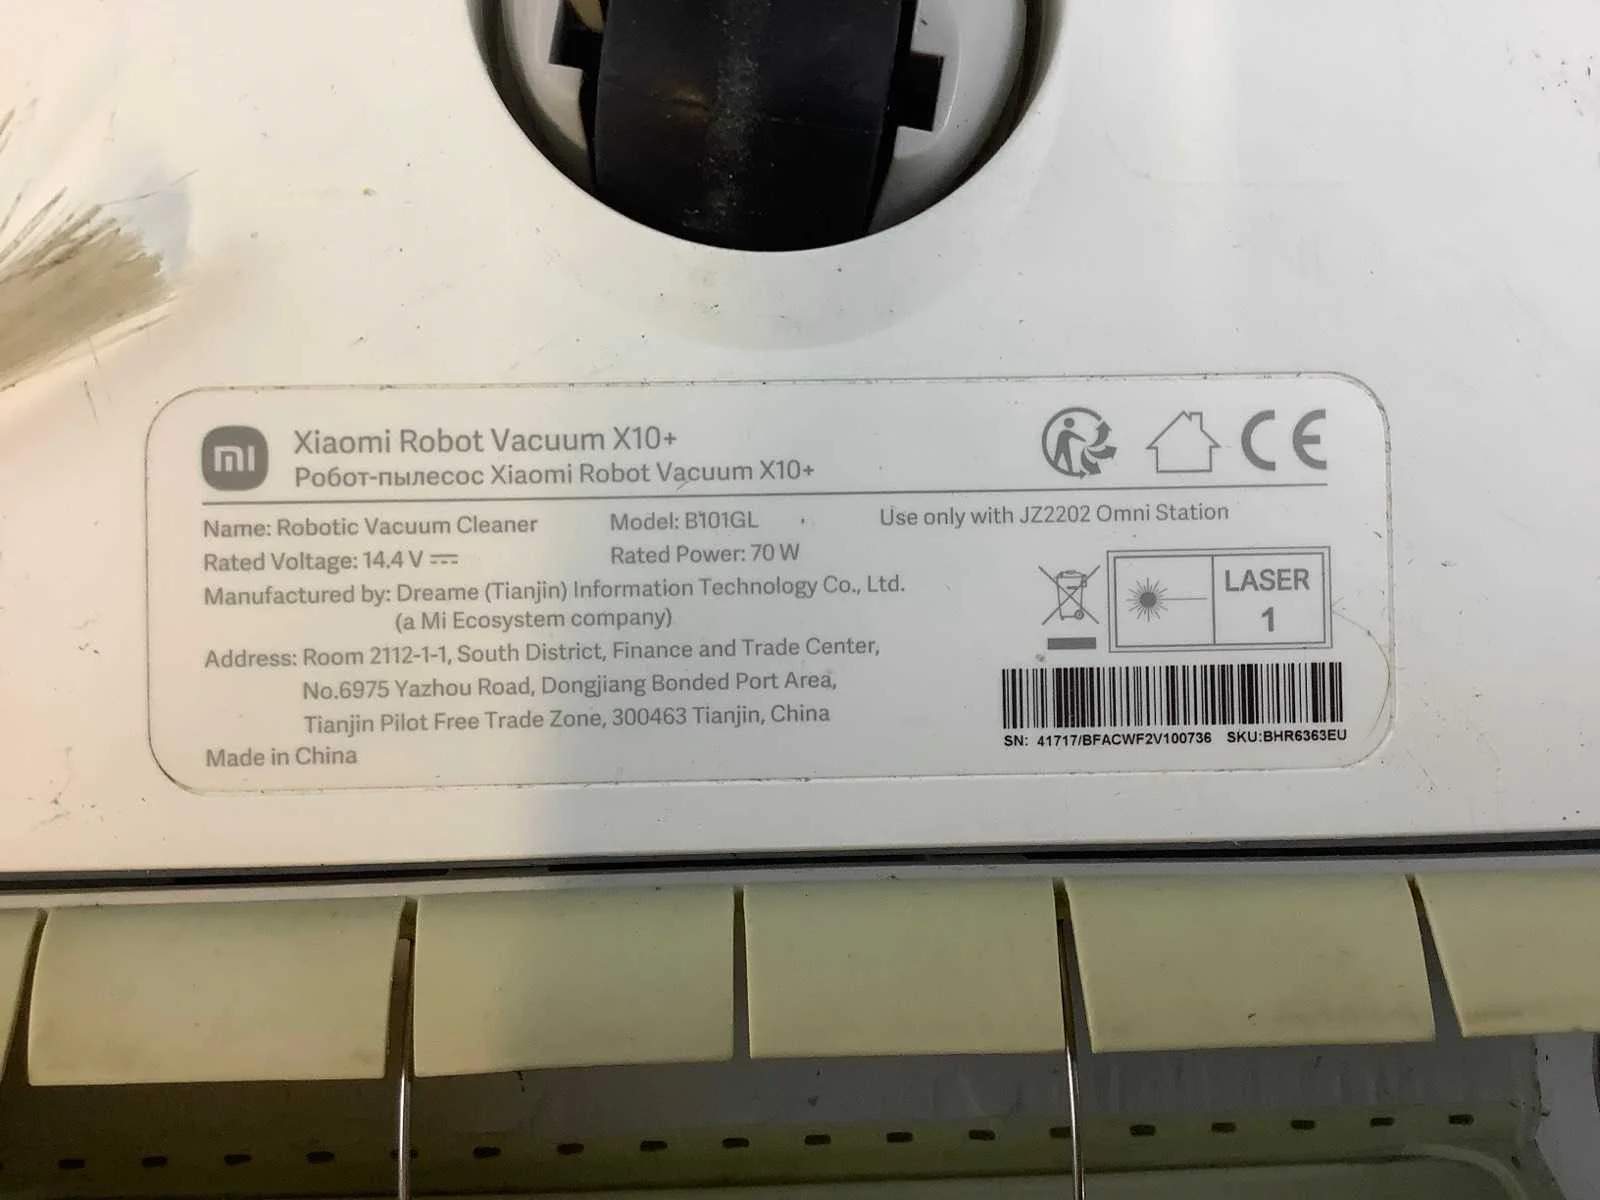 mi
Xiaomi Robot Vacuum X10+
Робот-пылесос Xiaomi Robot Vacuum X10+
CE
Name: Robotic Vacuum Cleaner
Model: B101GL
Use only with JZ2202 Omni Station
Rated Voltage: 14.4 V ⎓
Rated Power: 70 W
Manufactured by: Dreame (Tianjin) Information Technology Co., Ltd.
(a Mi Ecosystem company)
Address: Room 2112-1-1, South District, Finance and Trade Center,
No.6975 Yazhou Road, Dongjiang Bonded Port Area,
Tianjin Pilot Free Trade Zone, 300463 Tianjin, China
Made in China
LASER
1
SN: 41717/BFACWF2V100736 SKU:BHR6363EU